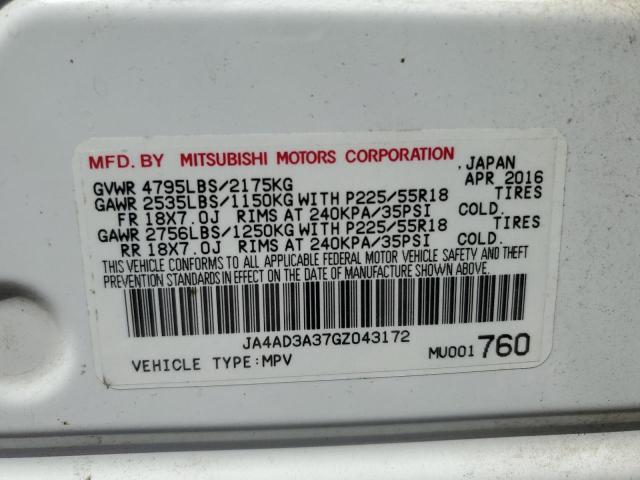 MFD. BY MITSUBISHI MOTORS CORPORATION , JAPAN
GVWR 4795LBS/2175KG APR 2016
GAWR 2535LBS/1150KG WITH P225/55R18 TIRES
FR 18X7.0J RIMS AT 240KPA/35PSI COLD.
GAWR 2756LBS/1250KG WITH P225/55R18 TIRES
RR 18X7.0J RIMS AT 240KPA/35PSI COLD.
THIS VEHICLE CONFORMS TO ALL APPLICABLE FEDERAL MOTOR VEHICLE SAFETY AND THEFT
PREVENTION STANDARDS IN EFFECT ON THE DATE OF MANUFACTURE SHOWN ABOVE.
JA4AD3A37GZ043172
VEHICLE TYPE:MPV MU001760